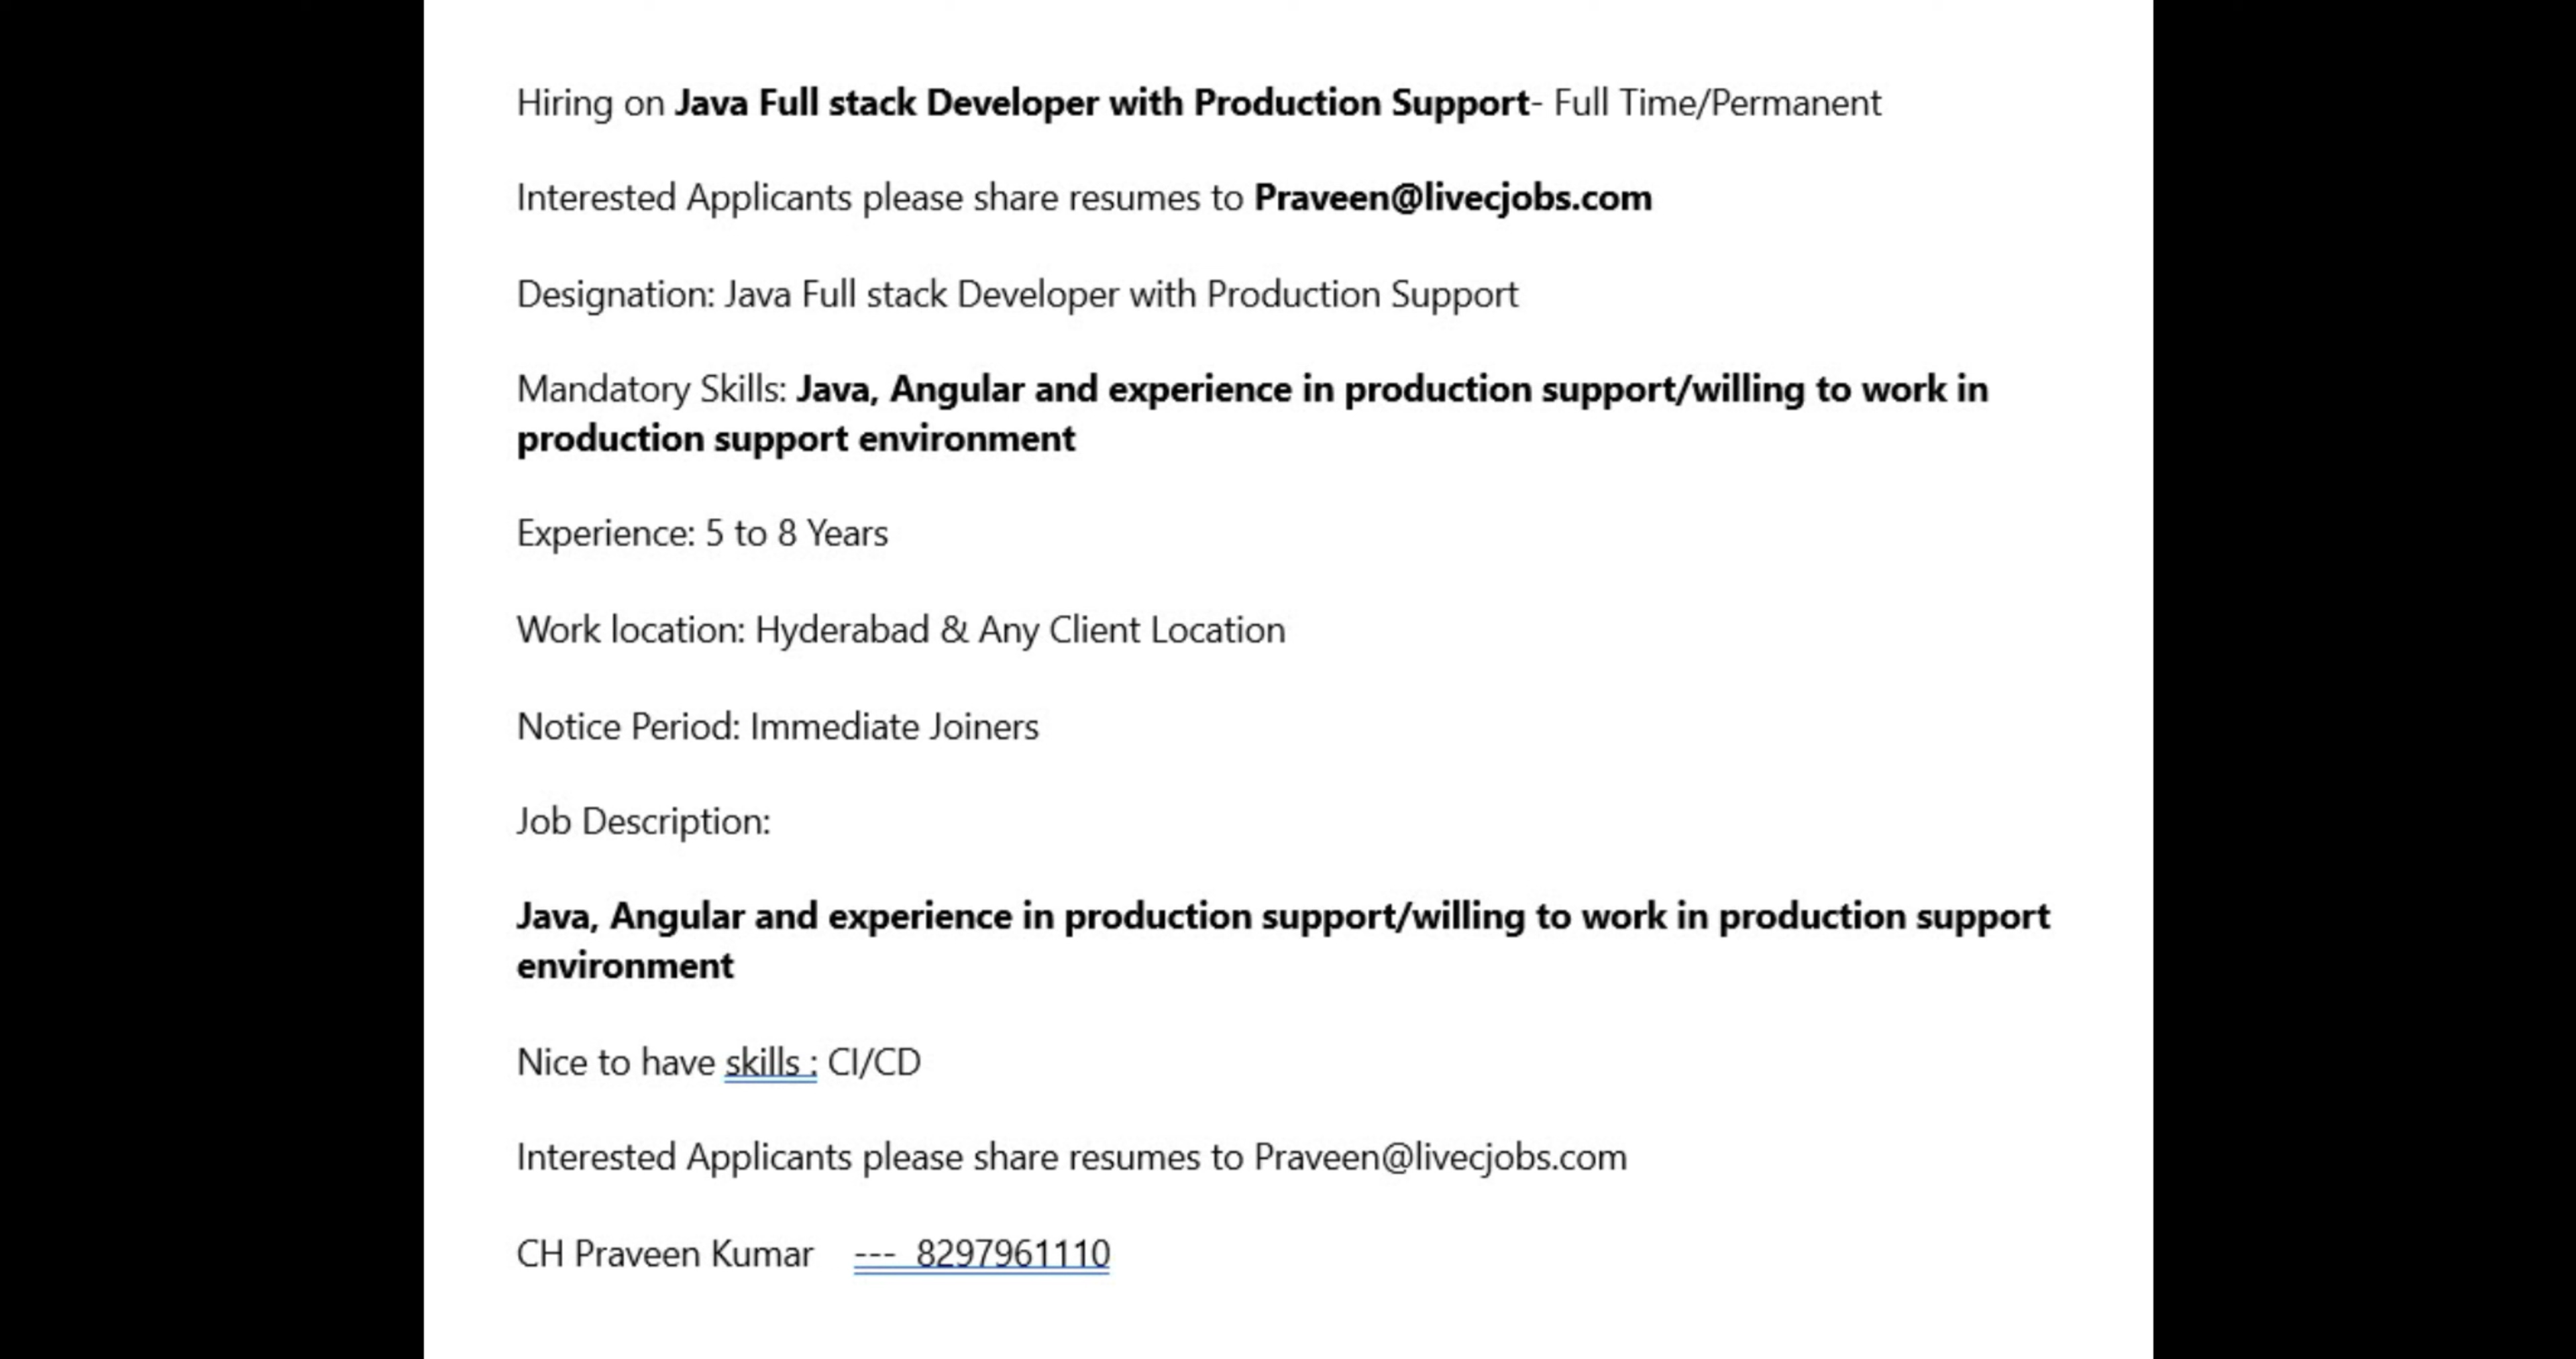 Hiring on Java Full stack Developer with Production Support- Full Time/Permanent
Interested Applicants please share resumes to Praveen@livecjobs.com
Designation: Java Full stack Developer with Production Support
Mandatory Skills: Java, Angular and experience in production support/willing to work in
production support environment
Experience: 5 to 8 Years
Work location: Hyderabad & Any Client Location
Notice Period: Immediate Joiners
Job Description:
Java, Angular and experience in production support/willing to work in production support
environment
Nice to have skills : CI/CD
Interested Applicants please share resumes to Praveen@livecjobs.com
CH Praveen Kumar --- 8297961110